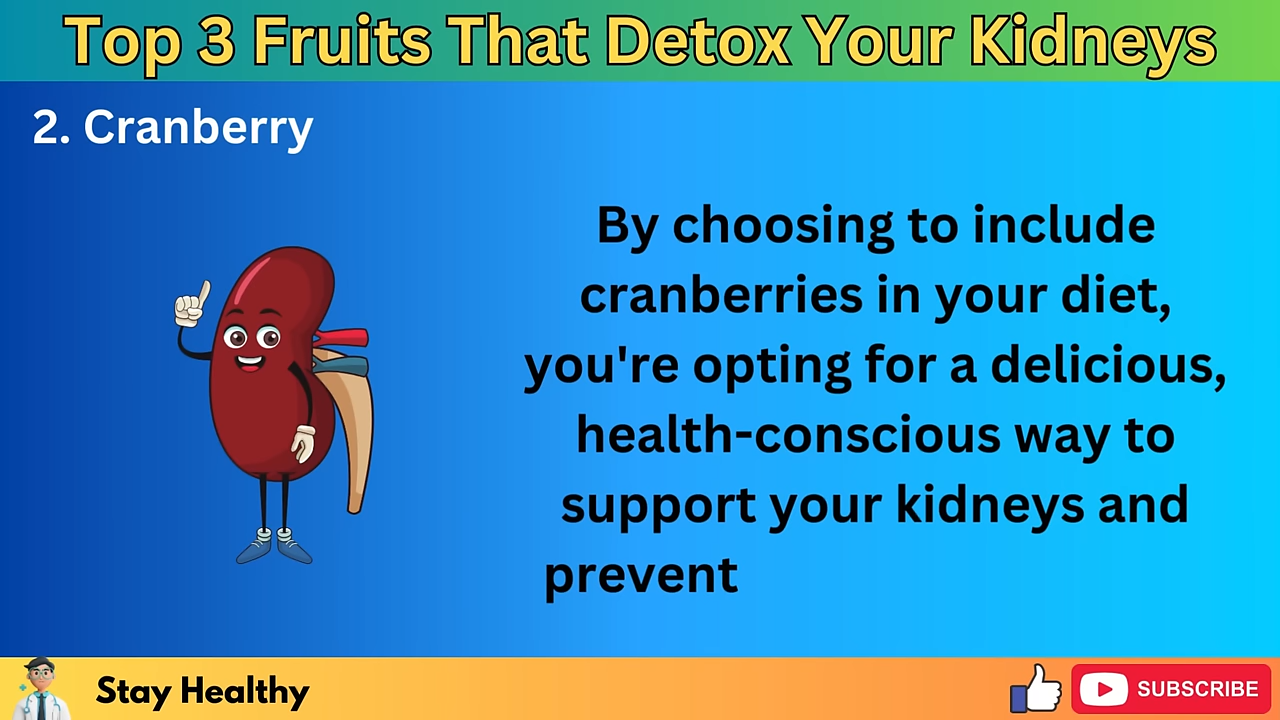 Top 3 Fruits That Detox Your Kidneys
2. Cranberry
By choosing to include
cranberries in your diet,
you're opting for a delicious,
health-conscious way to
support your kidneys and
prevent
Stay Healthy
SUBSCRIBE